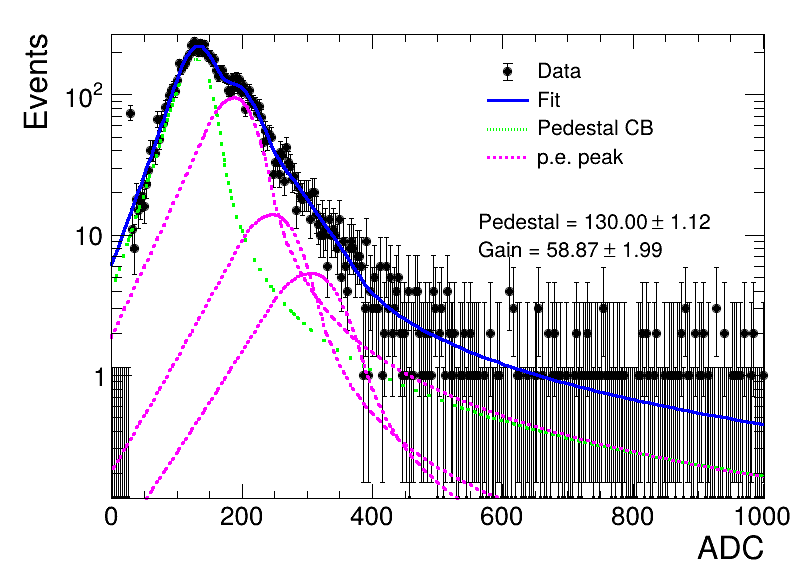 Events
10²
10
1
Data
Fit
Pedestal CB
p.e. peak
Pedestal = 130.00 ± 1.12
Gain = 58.87 ± 1.99
0 200 400 600 800 1000
ADC